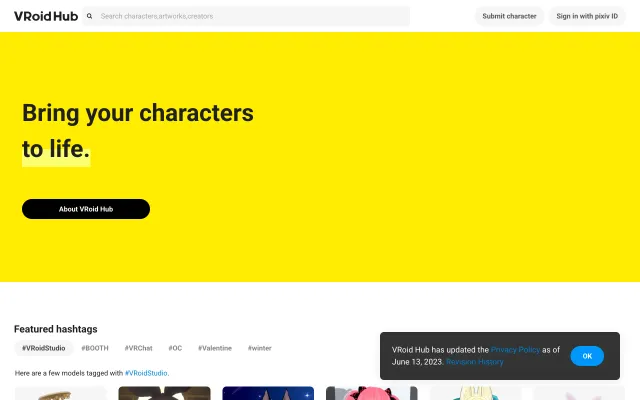 VRoid Hub
Search characters,artworks,creators
Submit character
Sign in with pixiv ID
Bring your characters
to life.
About VRoid Hub
Featured hashtags
#VRoidStudio
#BOOTH
#VRChat
#OC
#Valentine
#winter
Here are a few models tagged with #VRoidStudio.
VRoid Hub has updated the Privacy Policy as of
June 13, 2023. Revision History
OK